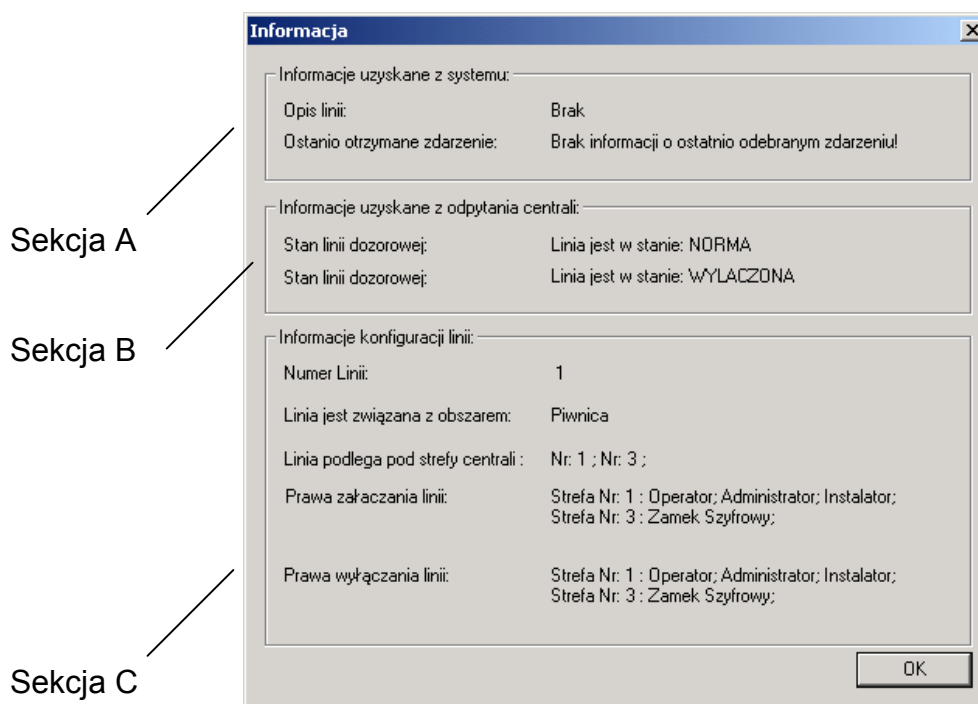 Informacja
Informacje uzyskane z systemu:
Opis linii: Brak
Ostanio otrzymane zdarzenie: Brak informacji o ostatnio odebranym zdarzeniu!
Sekcja A
Informacje uzyskane z odpytania centrali:
Stan linii dozorowej: Linia jest w stanie: NORMA
Stan linii dozorowej: Linia jest w stanie: WYLACZONA
Sekcja B
Informacje konfiguracji linii:
Numer Linii: 1
Linia jest związana z obszarem: Piwnica
Linia podlega pod strefy centrali : Nr: 1 ; Nr: 3 ;
Prawa załaczania linii: Strefa Nr: 1 : Operator; Administrator; Instalator;
Strefa Nr: 3 : Zamek Szyfrowy;
Prawa wyłączania linii: Strefa Nr: 1 : Operator; Administrator; Instalator;
Strefa Nr: 3 : Zamek Szyfrowy;
Sekcja C
OK